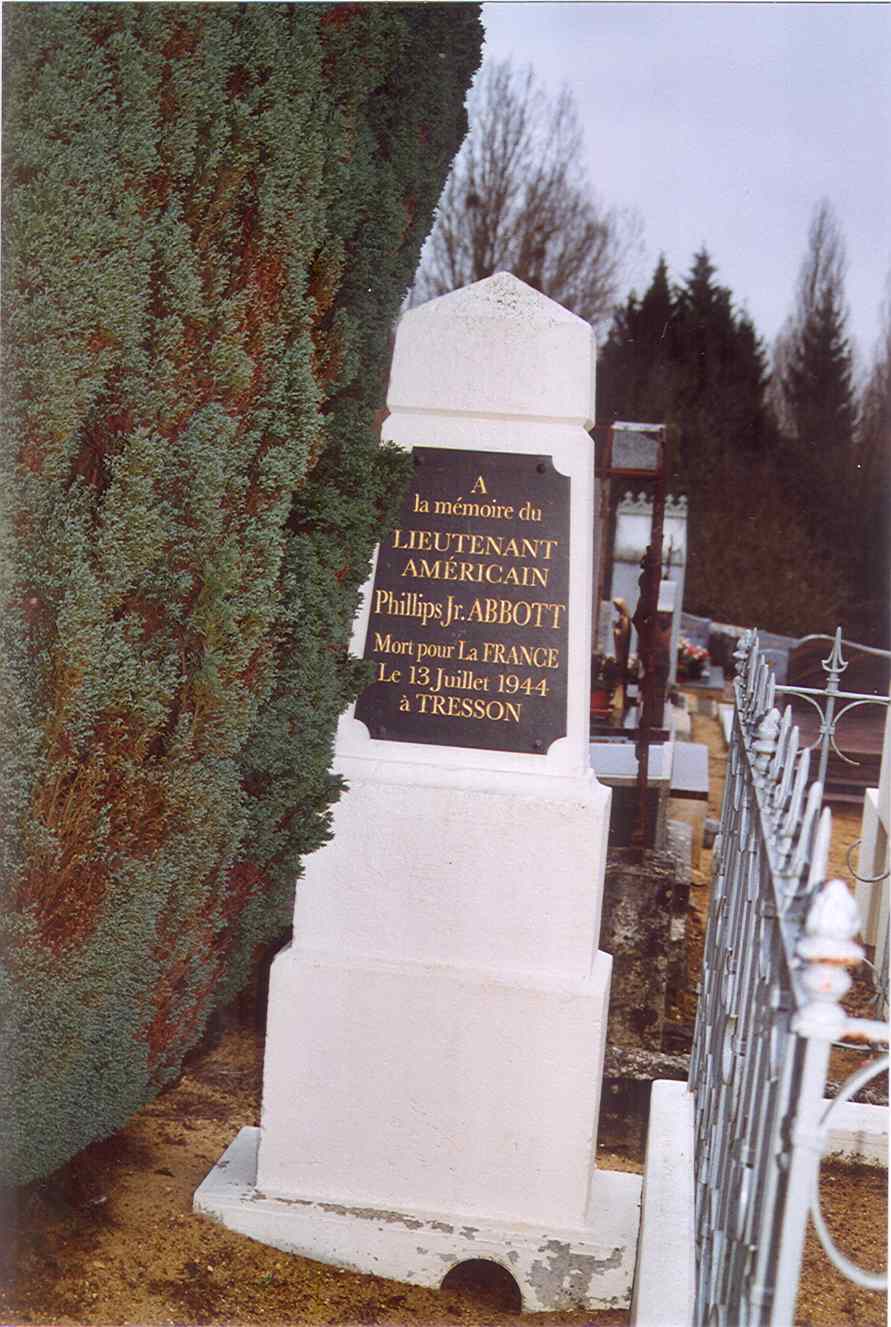 A
la mémoire du
LIEUTENANT
AMÉRICAIN
Phillips Jr. ABBOTT
Mort pour La FRANCE
Le 13 Juillet 1944
à TRESSON